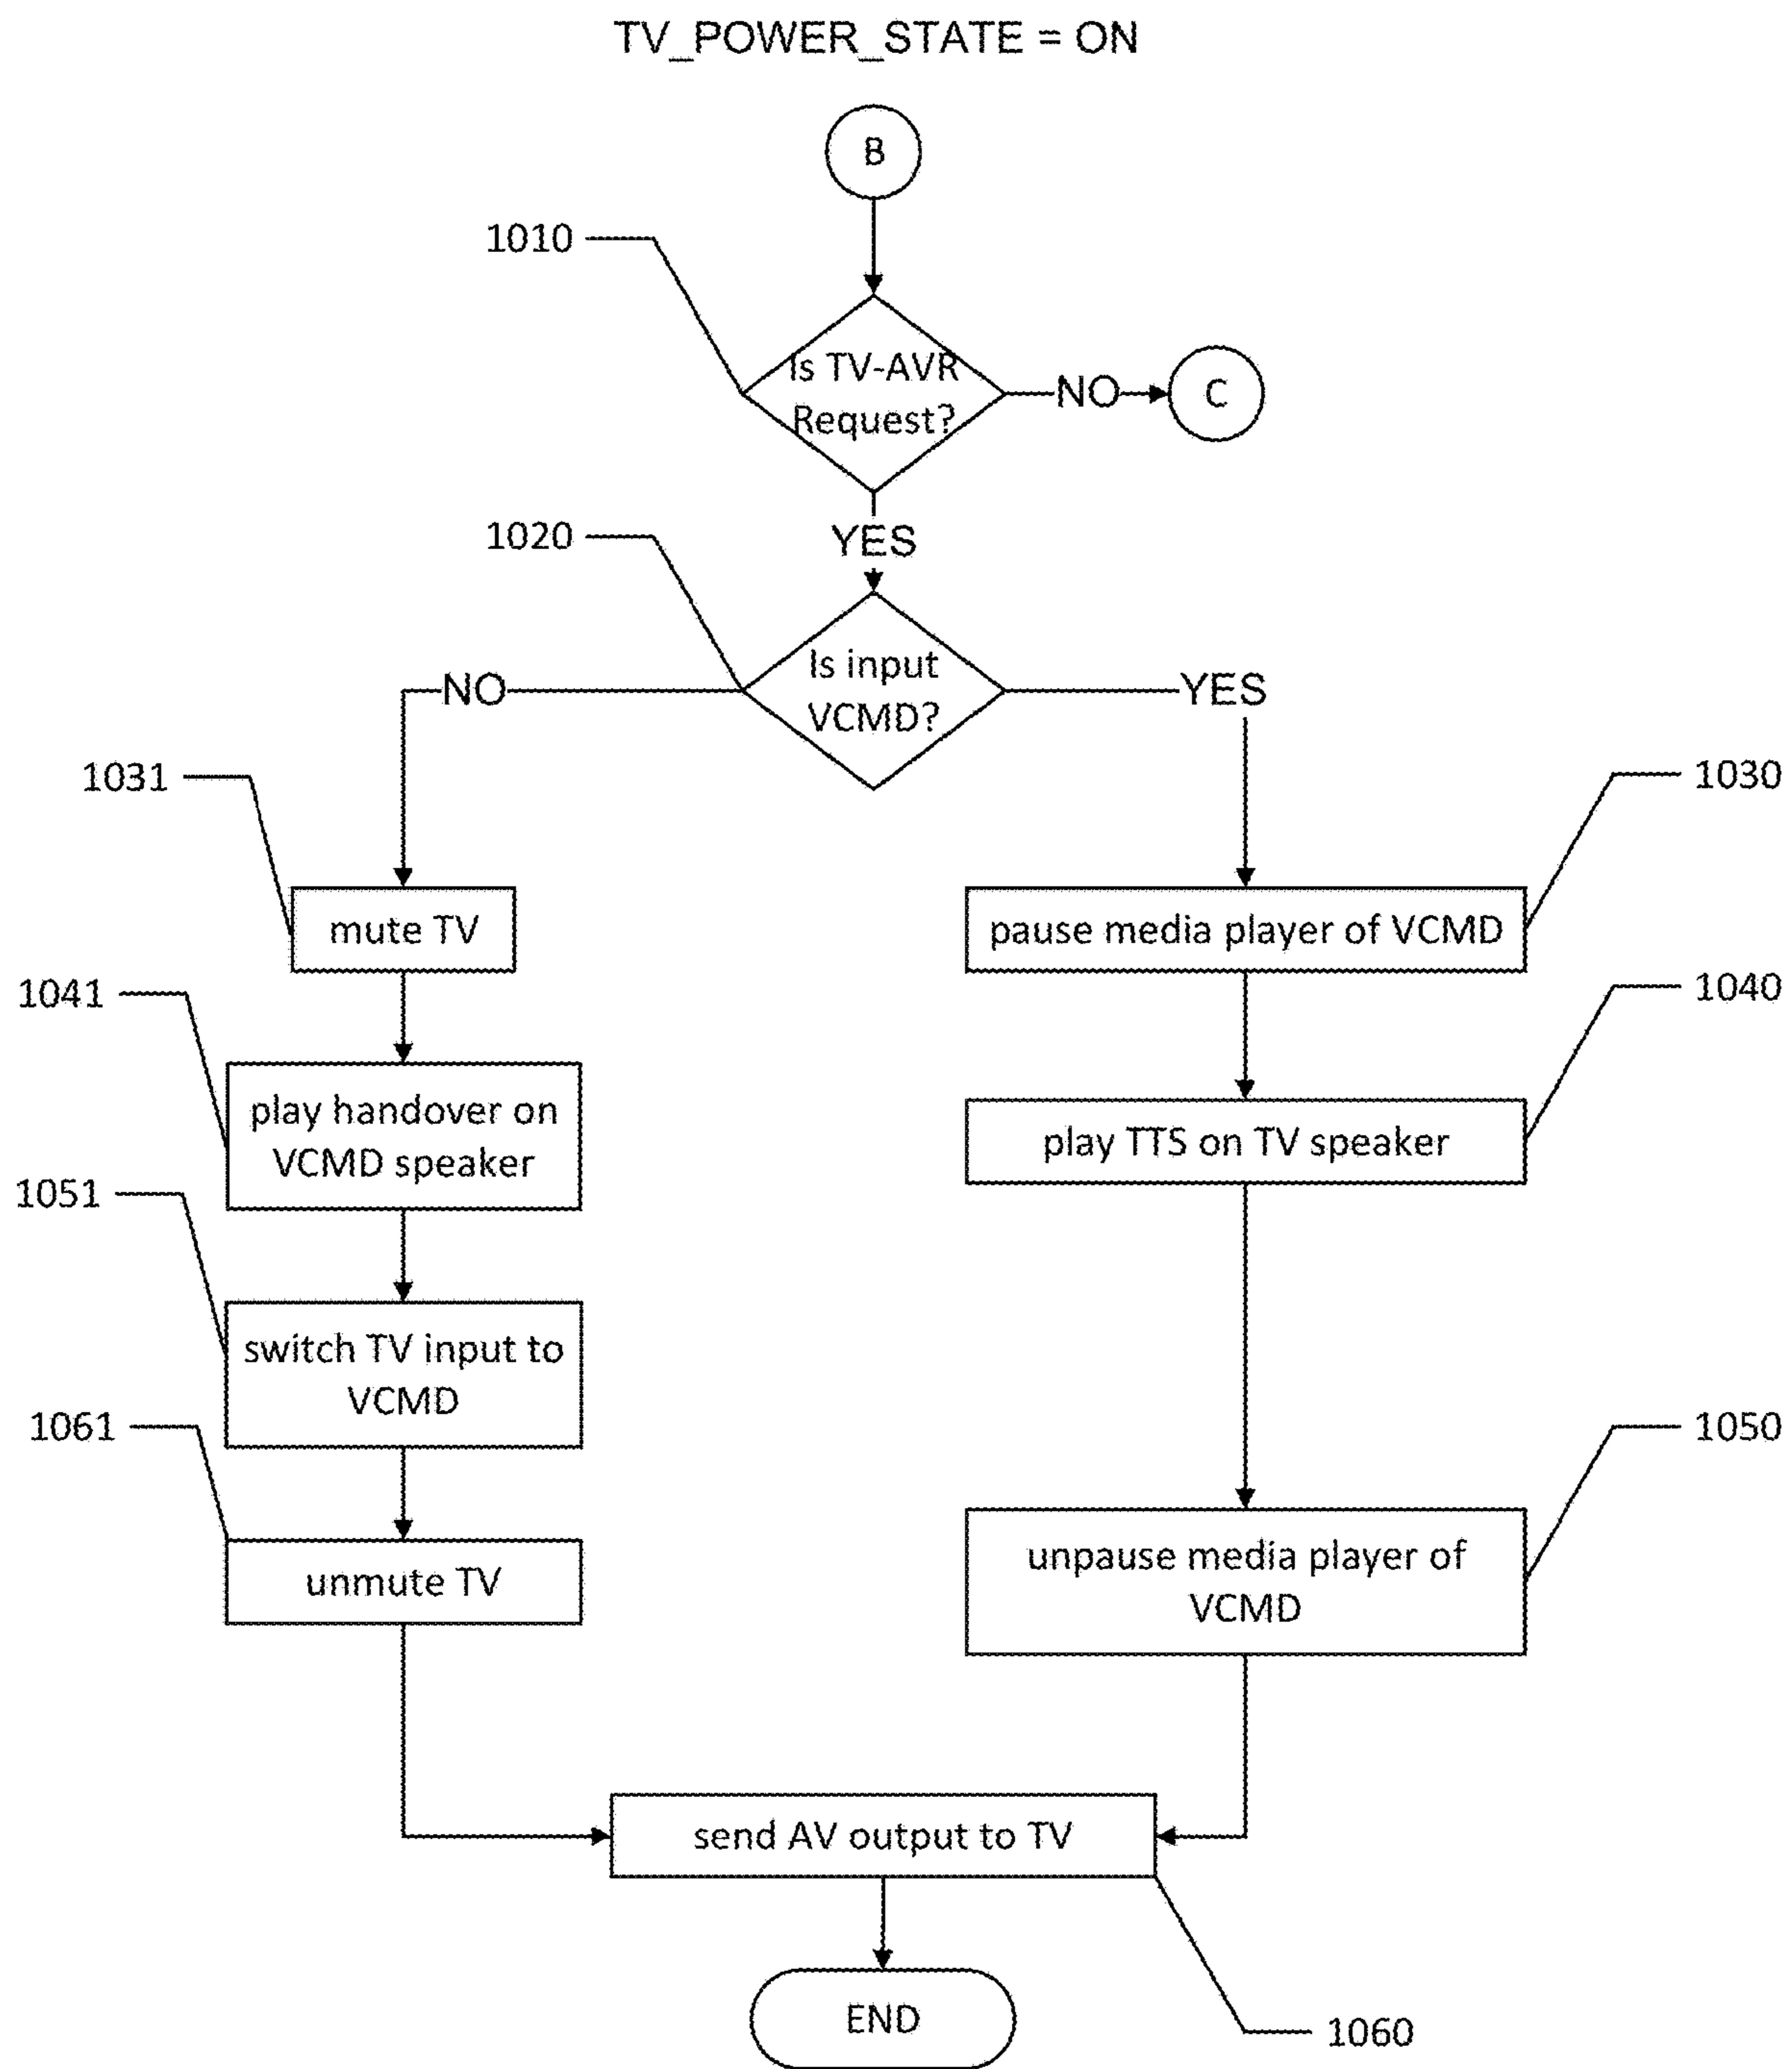 TV_POWER_STATE = ON
B
1010
Is TV-AVR
Request?
NO
C
1020
YES
Is input
VCMD?
NO
YES
1031
1030
mute TV
pause media player of VCMD
1041
1040
play handover on
VCMD speaker
play TTS on TV speaker
1051
switch TV input to
VCMD
1061
1050
unmute TV
unpause media player of
VCMD
send AV output to TV
END
1060